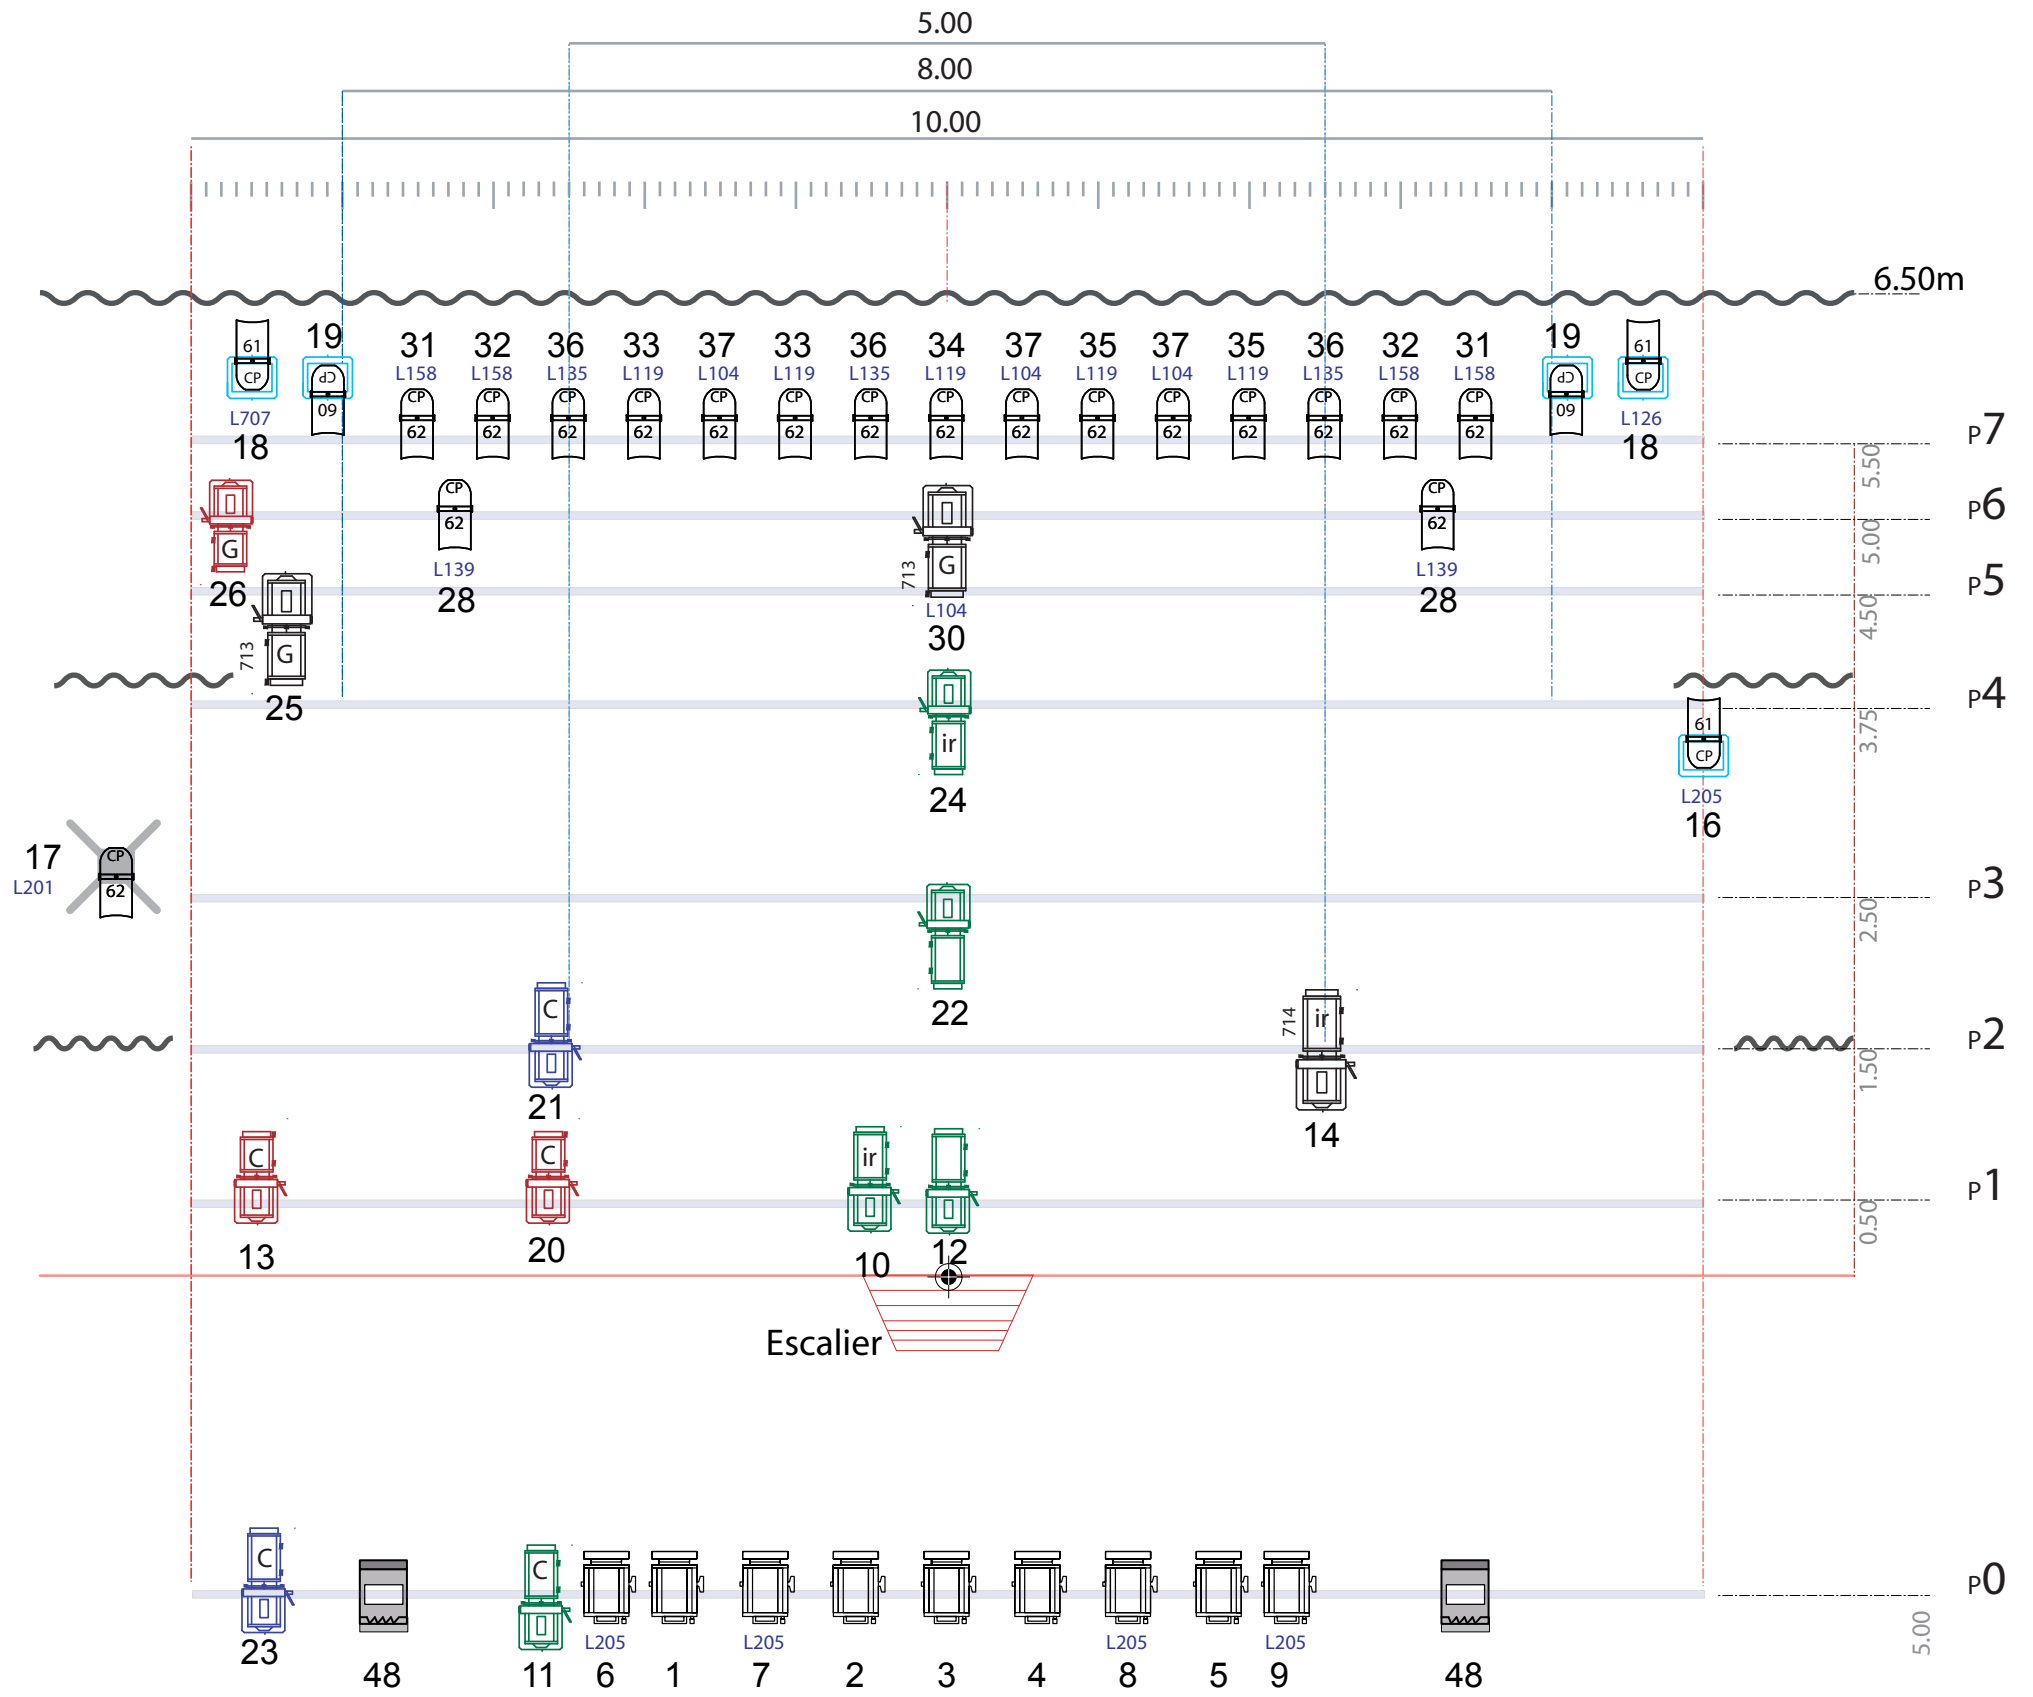 5.00
8.00
10.00
6.50m
61 19 31 32 36 33 37 33 36 34 37 35 37 35 36 32 31 19 61
L158 L158 L135 L119 L104 L119 L135 L119 L104 L119 L104 L119 L135 L158 L158
CP CP CP CP CP CP CP CP CP CP CP CP CP CP CP CP CP CP CP
60 62 62 62 62 62 62 62 62 62 62 62 62 62 62 62 60
L707 L126
18 18
P7
5.50
CP CP
62 62
P6
5.00
G 713 G
L139 L139
26 28 28
L104
30
P5
4.50
713 G
25
P4
3.75
ir
24
61
CP
L205
16
17
L201
CP
62
P3
2.50
22
C
21
714 ir
14
P2
1.50
C C ir
13 20 10 12
P1
0.50
Escalier
C C
P0
5.00
L205 L205 L205 L205
23 48 11 6 1 7 2 3 4 8 5 9 48